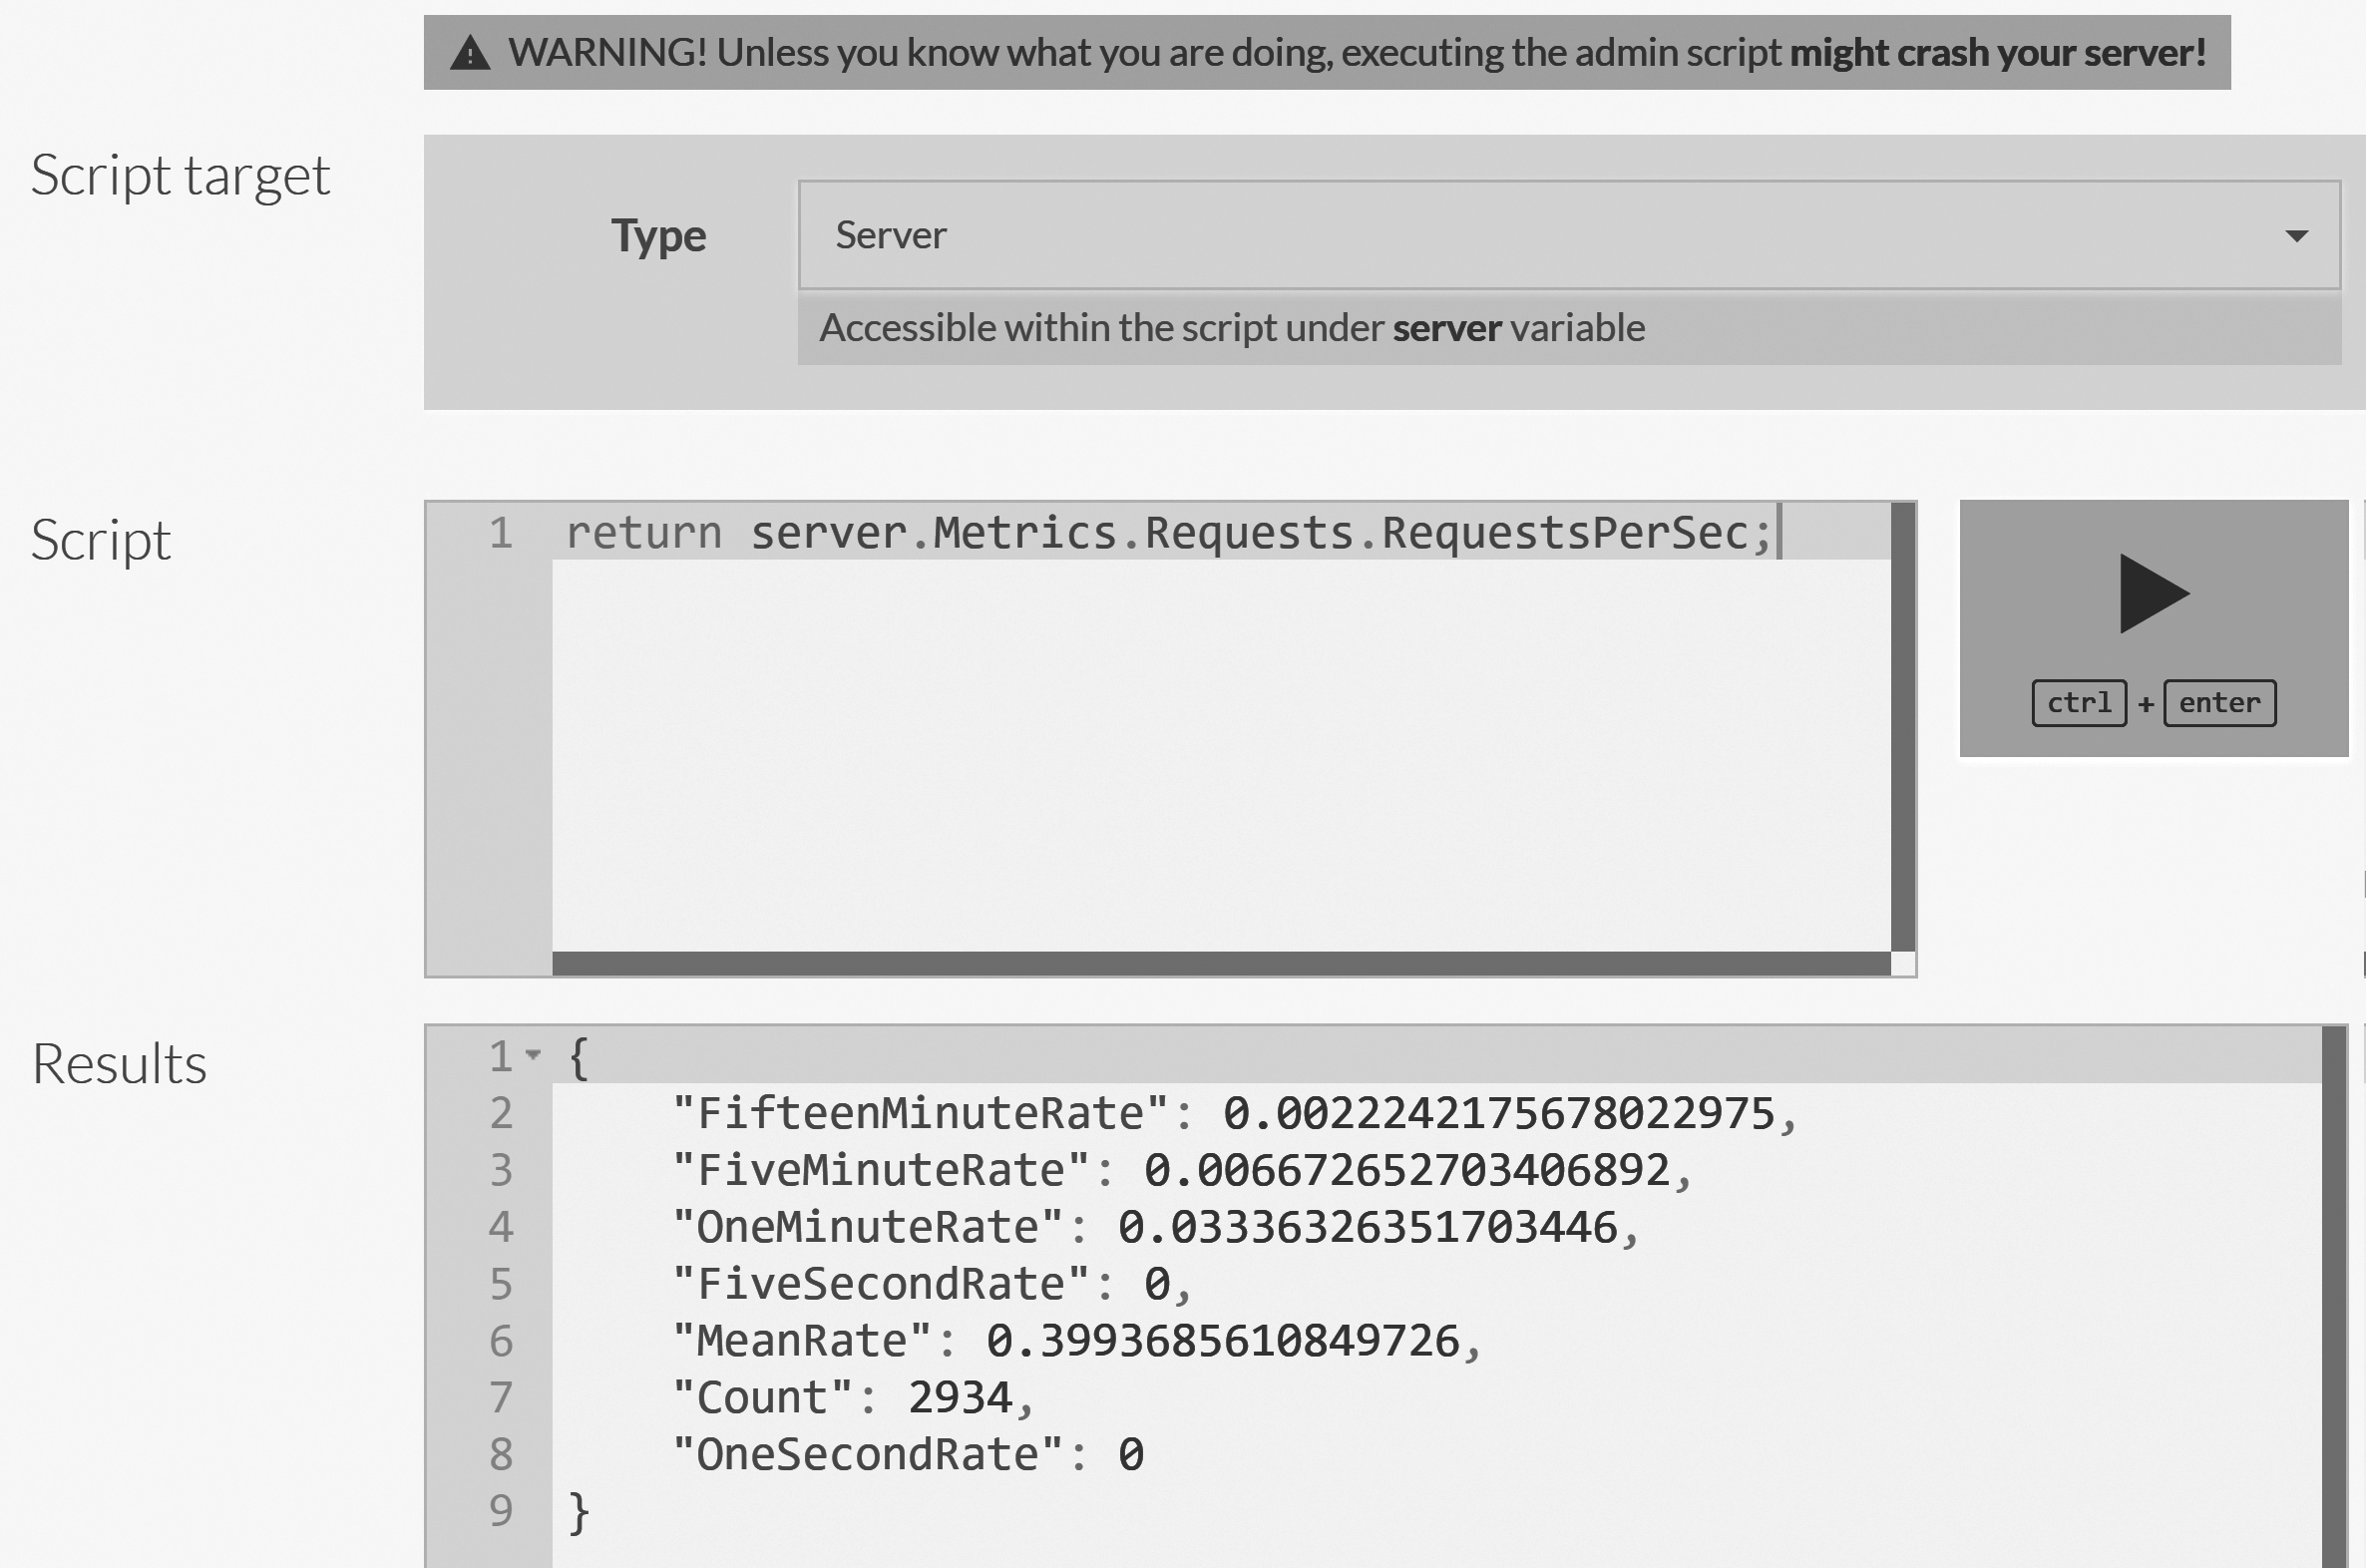 WARNING! Unless you know what you are doing, executing the admin script might crash your server!
Script target
Type
Server
Accessible within the script under server variable
Script
1 return server.Metrics.Requests.RequestsPerSec;
ctrl + enter
Results
1 {
2 "FifteenMinuteRate": 0.0022242175678022975,
3 "FiveMinuteRate": 0.006672652703406892,
4 "OneMinuteRate": 0.03336326351703446,
5 "FiveSecondRate": 0,
6 "MeanRate": 0.3993685610849726,
7 "Count": 2934,
8 "OneSecondRate": 0
9 }